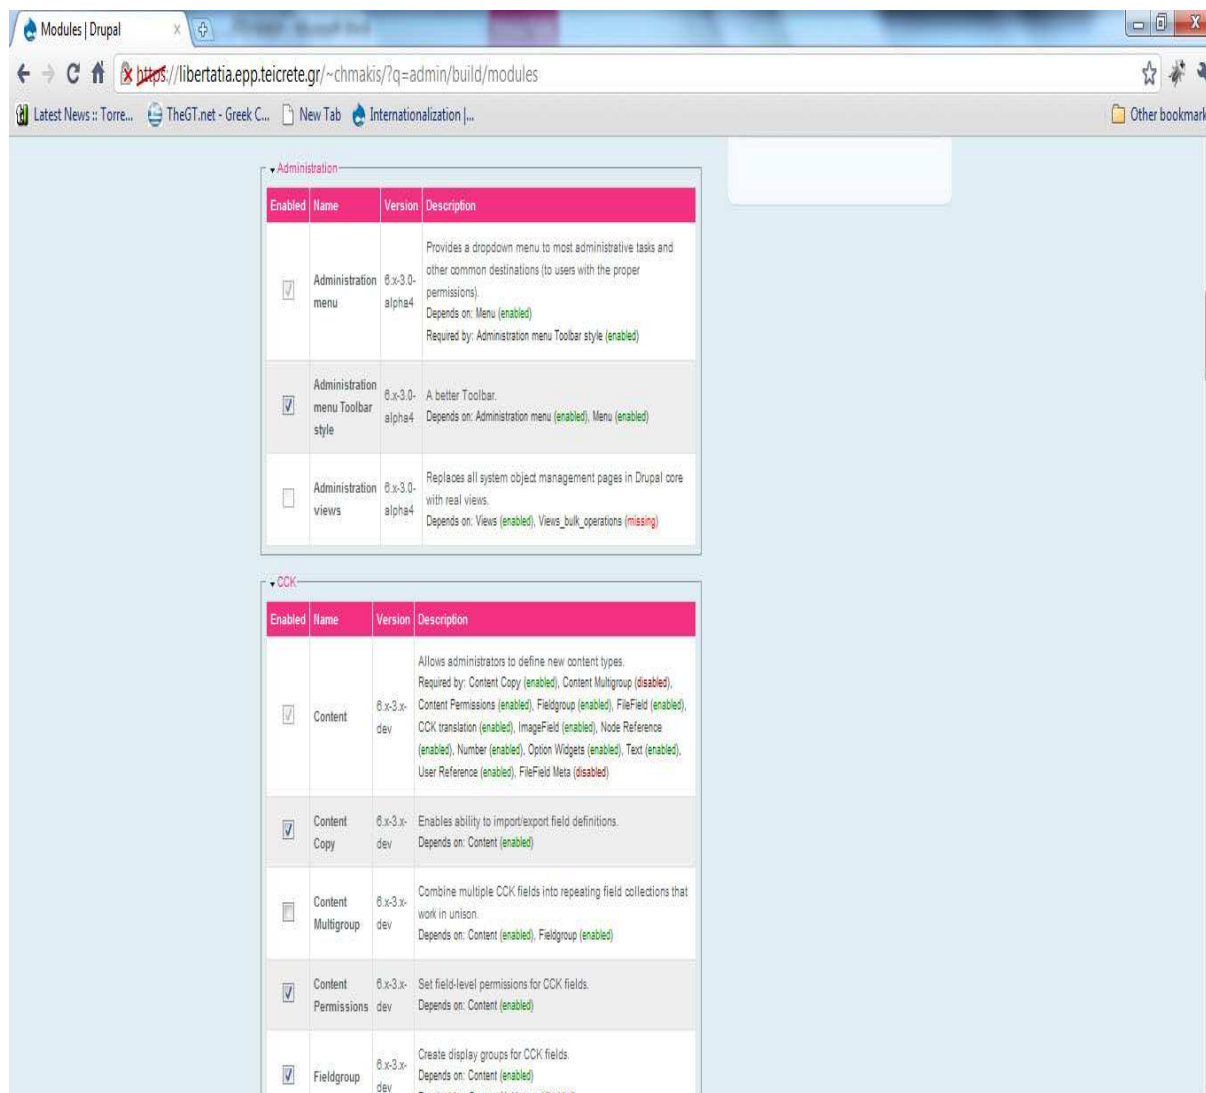 Modules | Drupal
https://libertatia.epp.teicrete.gr/~chmakis/?q=admin/build/modules
Latest News :: Torre... TheGT.net - Greek C... New Tab Internationalization |... Other bookmark
Administration
Enabled Name Version Description
Administration menu 6.x-3.0-alpha4
Provides a dropdown menu to most administrative tasks and
other common destinations (to users with the proper
permissions).
Depends on: Menu (enabled)
Required by: Administration menu Toolbar style (enabled)
Administration menu Toolbar style 6.x-3.0-alpha4
A better Toolbar.
Depends on: Administration menu (enabled), Menu (enabled)
Administration views 6.x-3.0-alpha4
Replaces all system object management pages in Drupal core
with real views.
Depends on: Views (enabled), Views_bulk_operations (missing)
CCK
Enabled Name Version Description
Content 6.x-3.x-dev
Allows administrators to define new content types.
Required by: Content Copy (enabled), Content Multigroup (disabled),
Content Permissions (enabled), Fieldgroup (enabled), FileField (enabled),
CCK translation (enabled), ImageField (enabled), Node Reference
(enabled), Number (enabled), Option Widgets (enabled), Text (enabled),
User Reference (enabled), FileField Meta (disabled)
Content Copy 6.x-3.x-dev
Enables ability to import/export field definitions.
Depends on: Content (enabled)
Content Multigroup 6.x-3.x-dev
Combine multiple CCK fields into repeating field collections that
work in unison.
Depends on: Content (enabled), Fieldgroup (enabled)
Content Permissions 6.x-3.x-dev
Set field-level permissions for CCK fields.
Depends on: Content (enabled)
Fieldgroup 6.x-3.x-dev
Create display groups for CCK fields.
Depends on: Content (enabled)